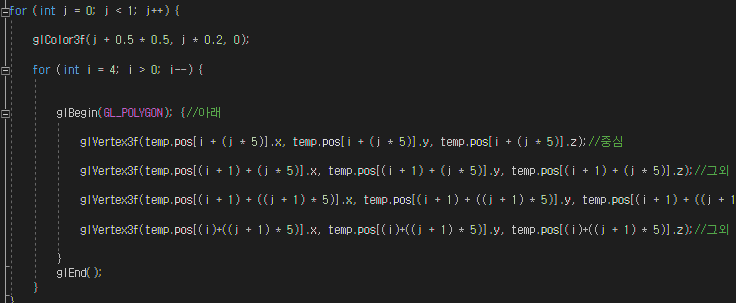 for (int j = 0; j < 1; j++) {
glColor3f(j + 0.5 * 0.5, j * 0.2, 0);
for (int i = 4; i > 0; i--) {
glBegin(GL_POLYGON); {//아래
glVertex3f(temp.pos[i + (j * 5)].x, temp.pos[i + (j * 5)].y, temp.pos[i + (j * 5)].z);//중심
glVertex3f(temp.pos[(i + 1) + (j * 5)].x, temp.pos[(i + 1) + (j * 5)].y, temp.pos[(i + 1) + (j * 5)].z);//그외
glVertex3f(temp.pos[(i + 1) + ((j + 1) * 5)].x, temp.pos[(i + 1) + ((j + 1) * 5)].y, temp.pos[(i + 1) + ((j + 1
glVertex3f(temp.pos[(i)+((j + 1) * 5)].x, temp.pos[(i)+((j + 1) * 5)].y, temp.pos[(i)+((j + 1) * 5)].z);//그외
}
glEnd();
}
}